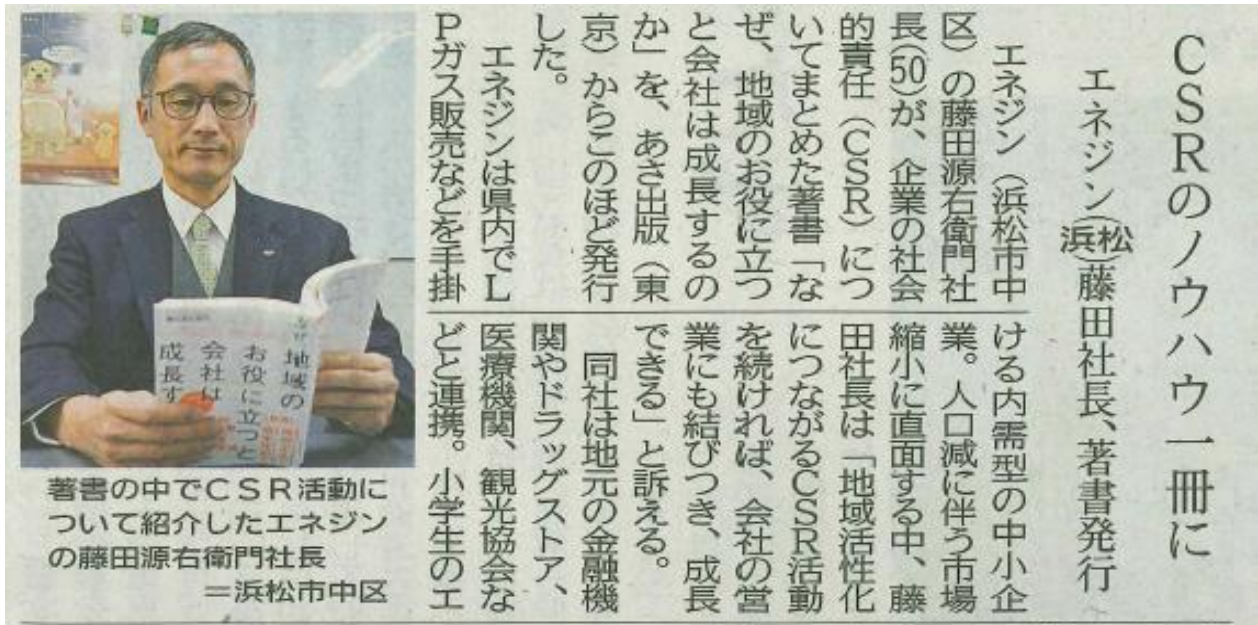 CSRのノウハウ一冊に
エネジン(浜松)藤田社長、著書発行
エネジン（浜松市中
区）の藤田源右衛門社
長(50)が、企業の社会
的責任（CSR）につ
いてまとめた著書「な
ぜ、地域のお役に立つ
と会社は成長するの
か」を、あさ出版（東
京）からこのほど発行
した。
エネジンは県内でL
Pガス販売などを手掛
ける内需型の中小企
業。人口減に伴う市場
縮小に直面する中、藤
田社長は「地域活性化
につながるCSR活動
を続ければ、会社の営
業にも結びつき、成長
できる」と訴える。
同社は地元の金融機
関やドラッグストア、
医療機関、観光協会な
どと連携。小学生のエ
地域の
お役に立つと
会社は
成長す
著書の中でCSR活動に
ついて紹介したエネジン
の藤田源右衛門社長
＝浜松市中区